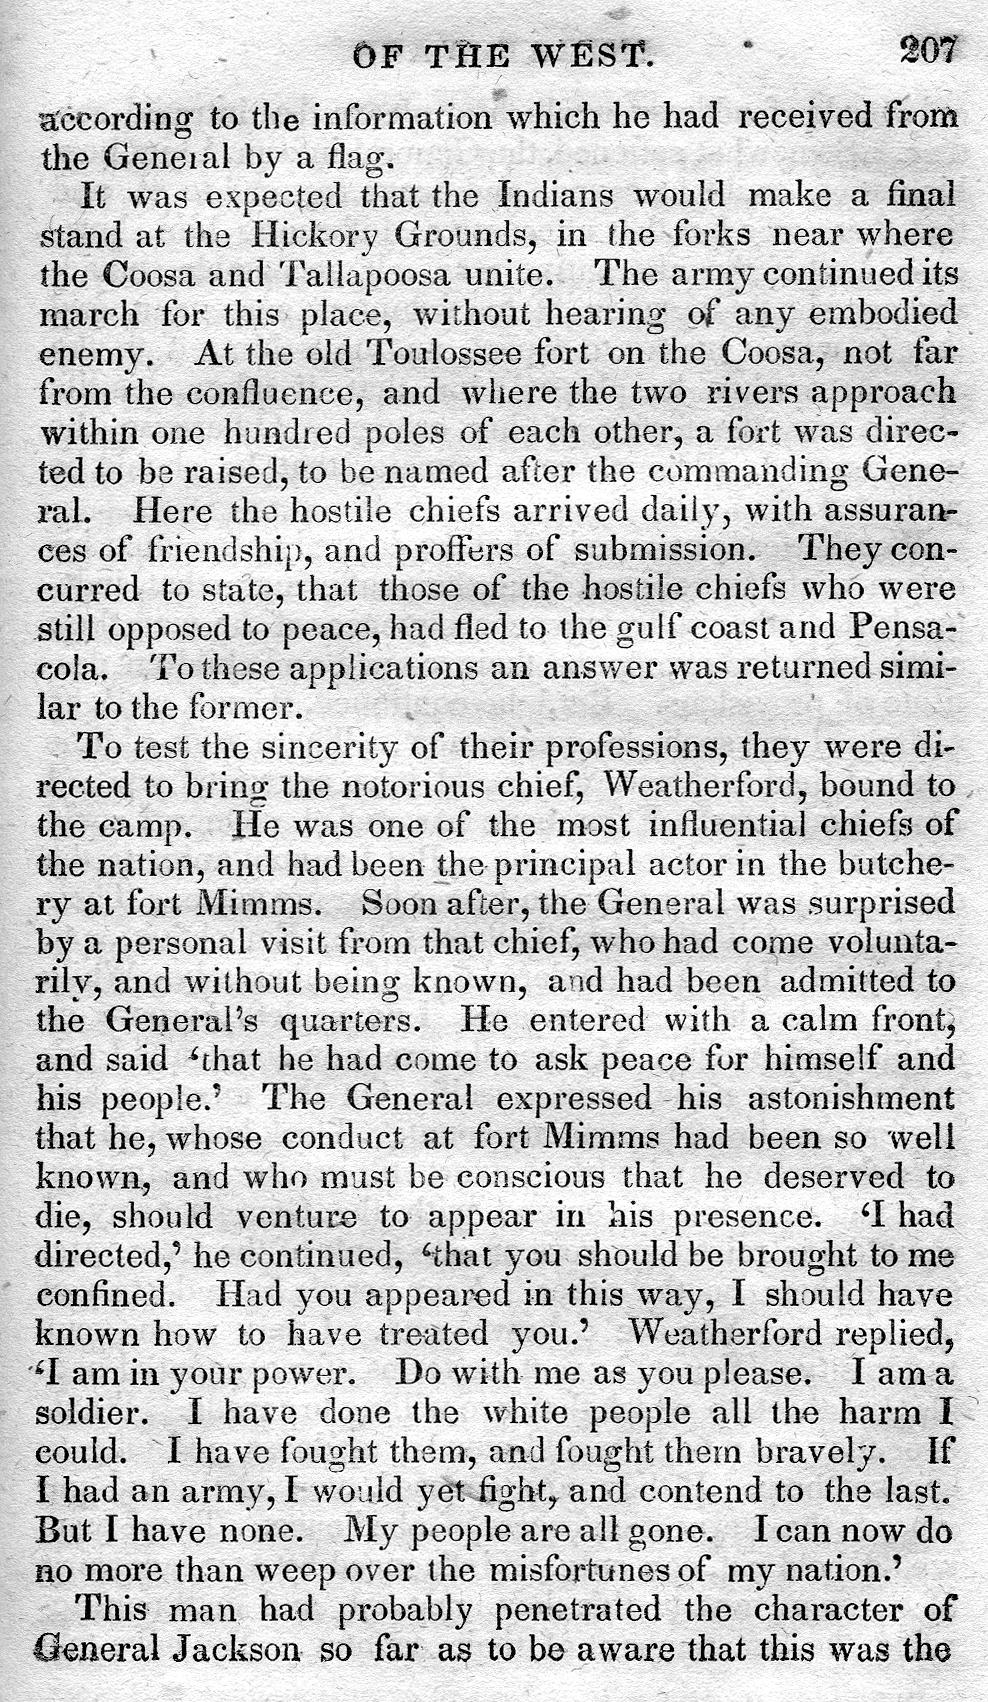 OF THE WEST. 207
according to the information which he had received from
the General by a flag.
It was expected that the Indians would make a final
stand at the Hickory Grounds, in the forks near where
the Coosa and Tallapoosa unite. The army continued its
march for this place, without hearing of any embodied
enemy. At the old Toulossee fort on the Coosa, not far
from the confluence, and where the two rivers approach
within one hundred poles of each other, a fort was direc-
ted to be raised, to be named after the commanding Gene-
ral. Here the hostile chiefs arrived daily, with assuran-
ces of friendship, and proffers of submission. They con-
curred to state, that those of the hostile chiefs who were
still opposed to peace, had fled to the gulf coast and Pensa-
cola. To these applications an answer was returned simi-
lar to the former.
To test the sincerity of their professions, they were di-
rected to bring the notorious chief, Weatherford, bound to
the camp. He was one of the most influential chiefs of
the nation, and had been the principal actor in the butche-
ry at fort Mimms. Soon after, the General was surprised
by a personal visit from that chief, who had come volunta-
rily, and without being known, and had been admitted to
the General's quarters. He entered with a calm front,
and said ‘that he had come to ask peace for himself and
his people.’ The General expressed his astonishment
that he, whose conduct at fort Mimms had been so well
known, and who must be conscious that he deserved to
die, should venture to appear in his presence. ‘I had
directed,’ he continued, ‘that you should be brought to me
confined. Had you appeared in this way, I should have
known how to have treated you.’ Weatherford replied,
‘I am in your power. Do with me as you please. I am a
soldier. I have done the white people all the harm I
could. I have fought them, and fought them bravely. If
I had an army, I would yet fight, and contend to the last.
But I have none. My people are all gone. I can now do
no more than weep over the misfortunes of my nation.’
This man had probably penetrated the character of
General Jackson so far as to be aware that this was the